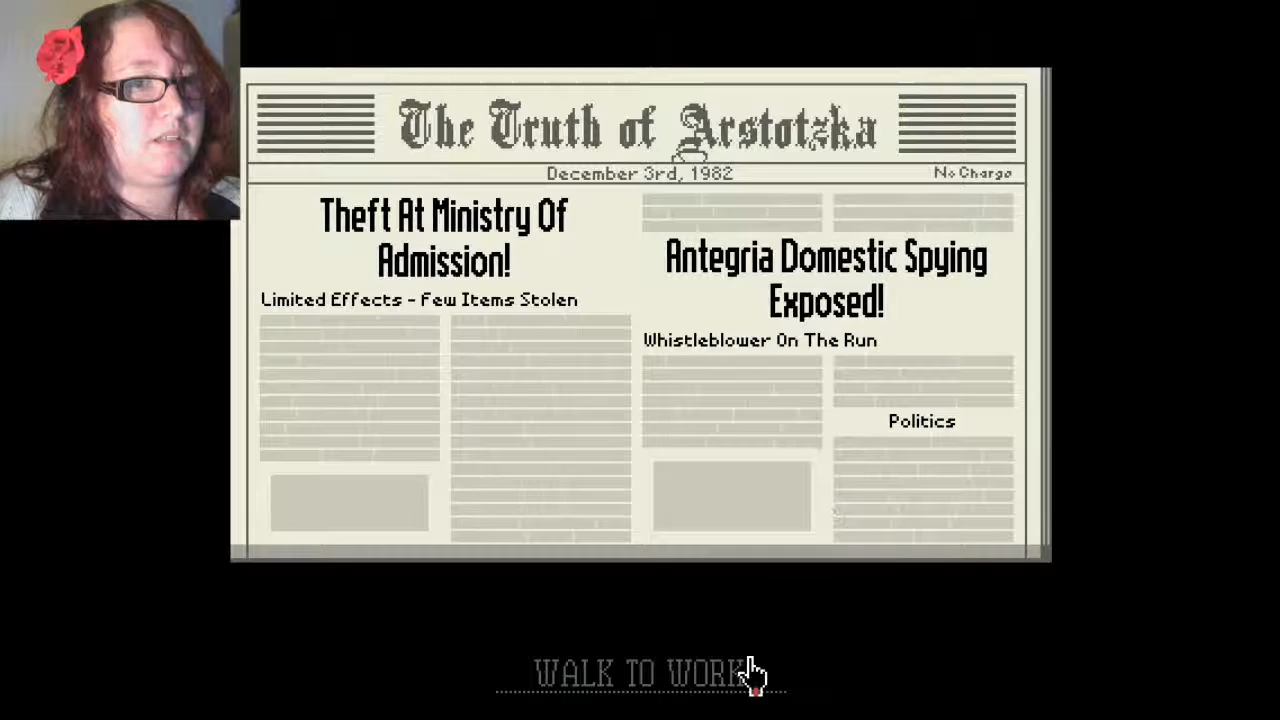 The Truth of Arstotzka
December 3rd, 1982
No Charge
Theft At Ministry Of
Admission!
Limited Effects - Few Items Stolen
Antegria Domestic Spying
Exposed!
Whistleblower On The Run
Politics
WALK TO WORK